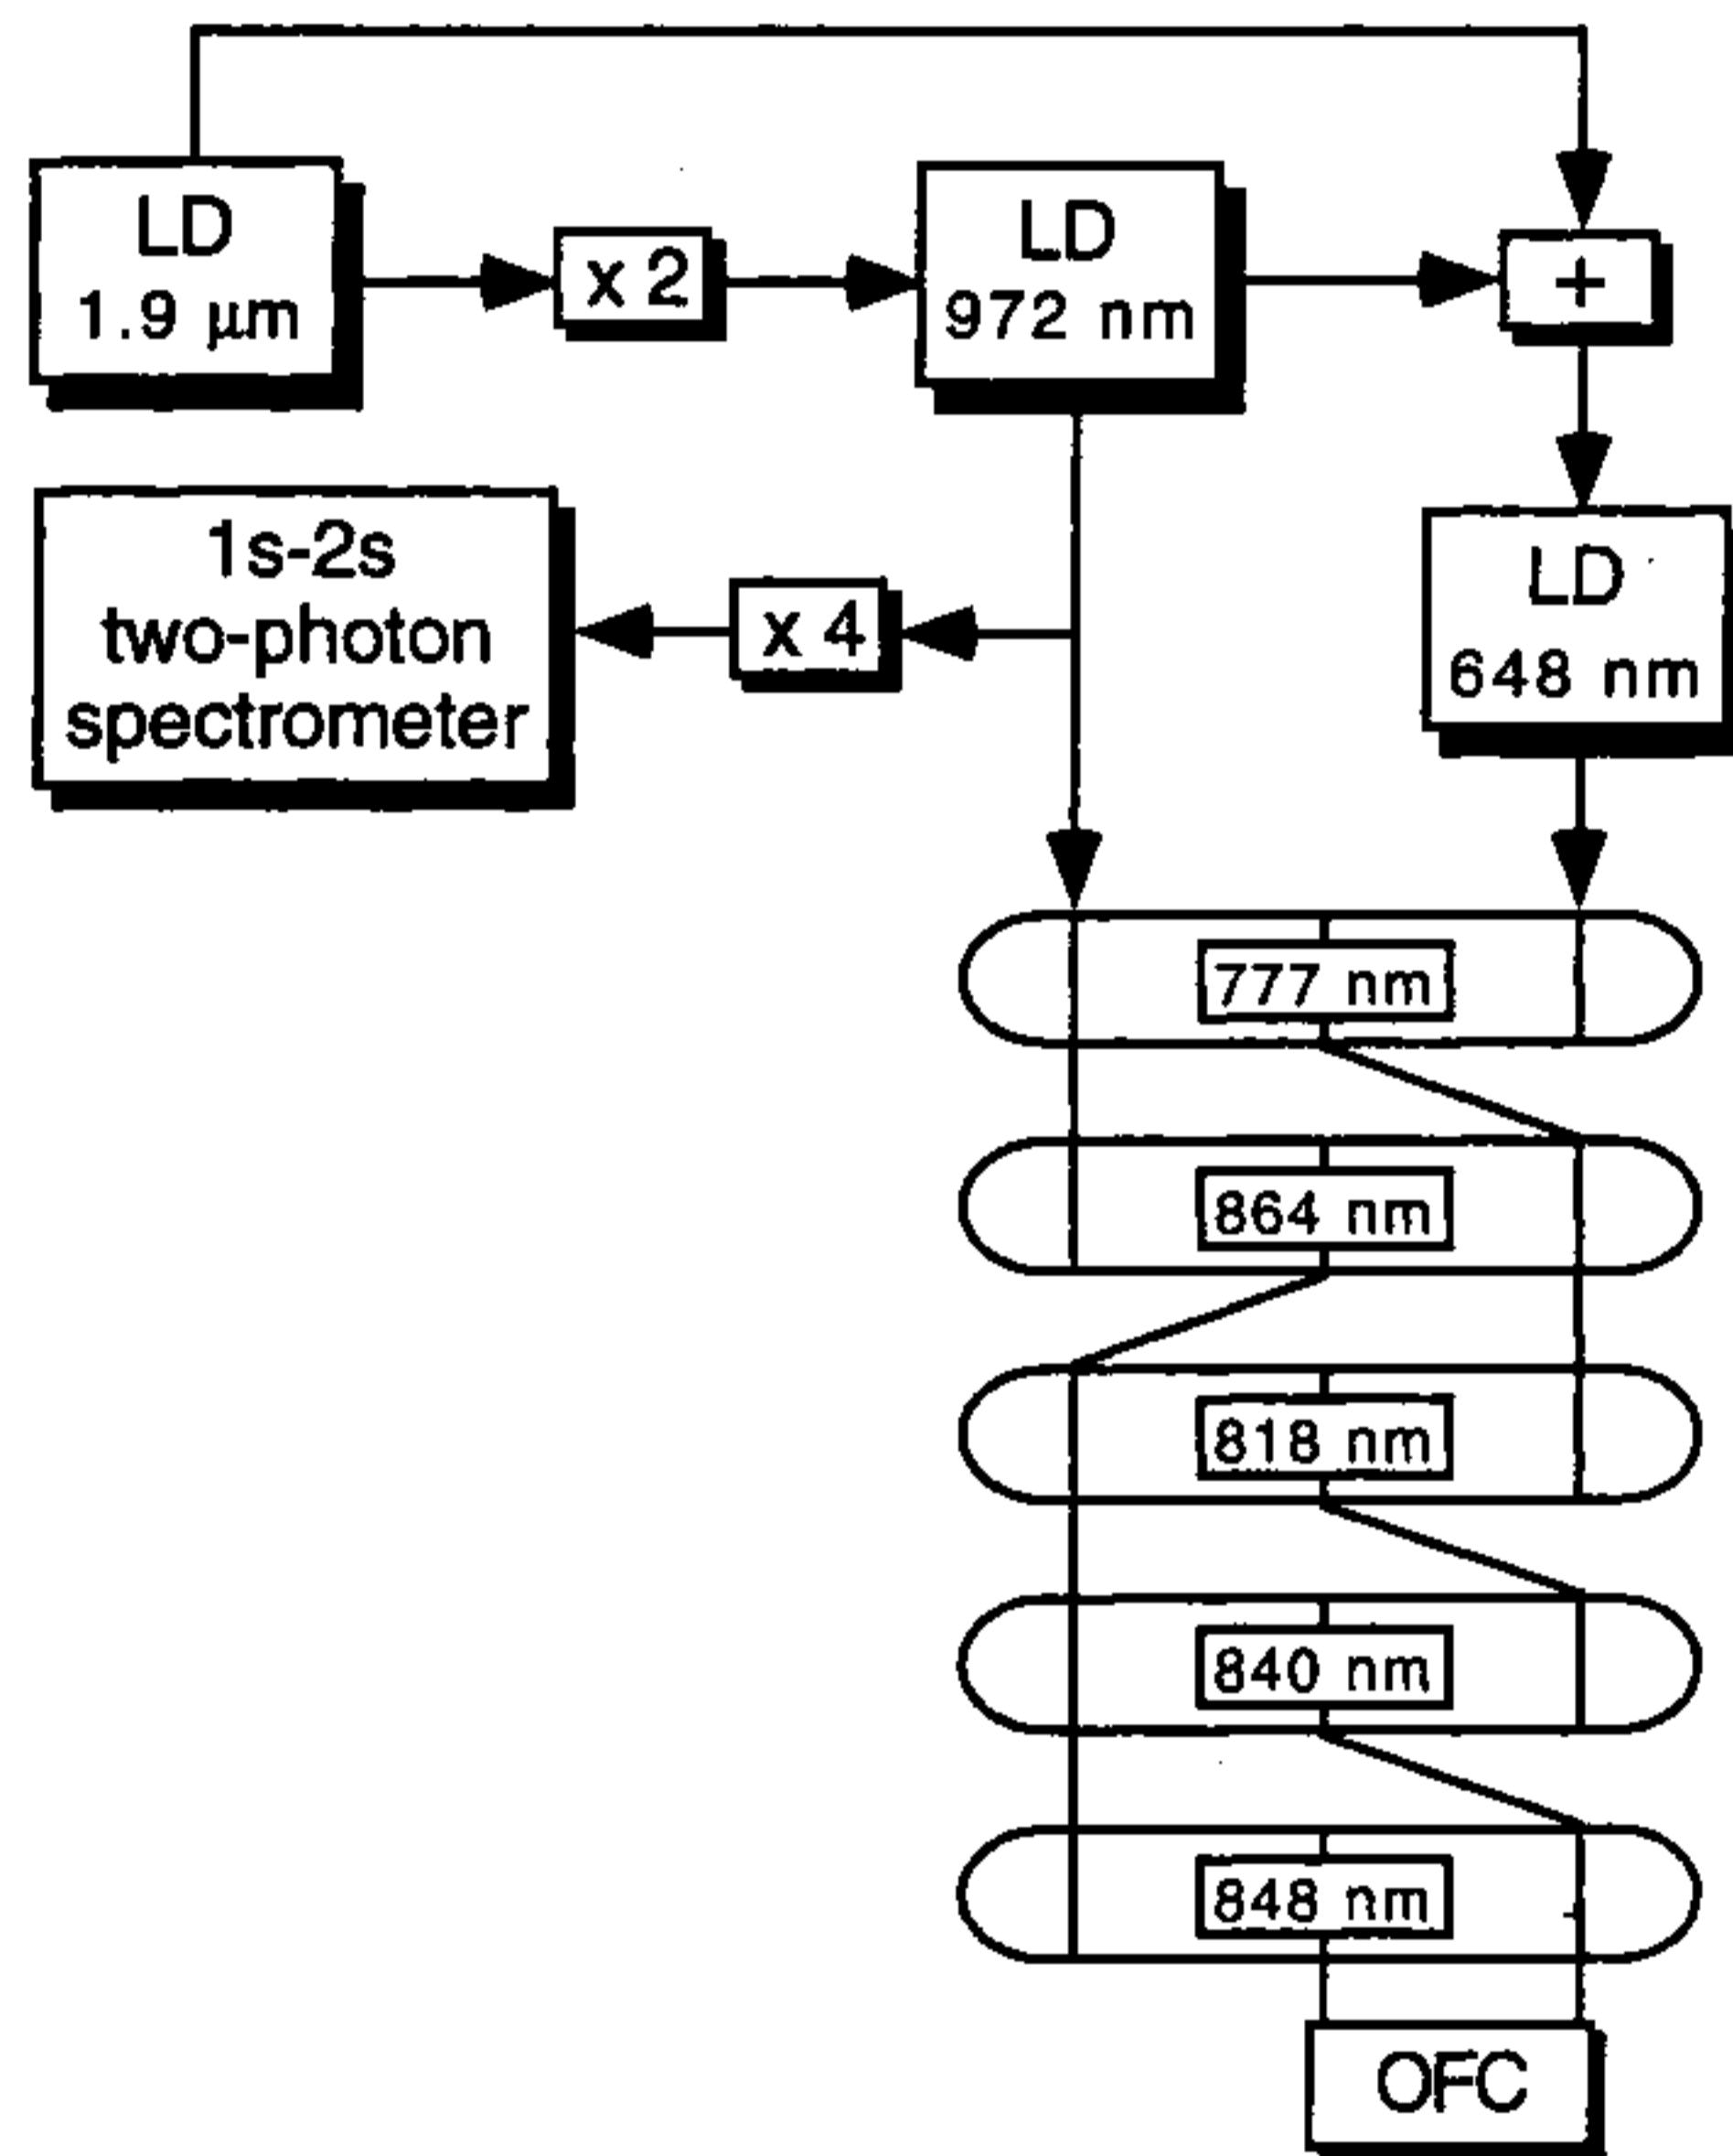 LD
1.9 μm
x 2
LD
972 nm
+
1s-2s
two-photon
spectrometer
x 4
LD
648 nm
777 nm
864 nm
818 nm
840 nm
848 nm
OFC